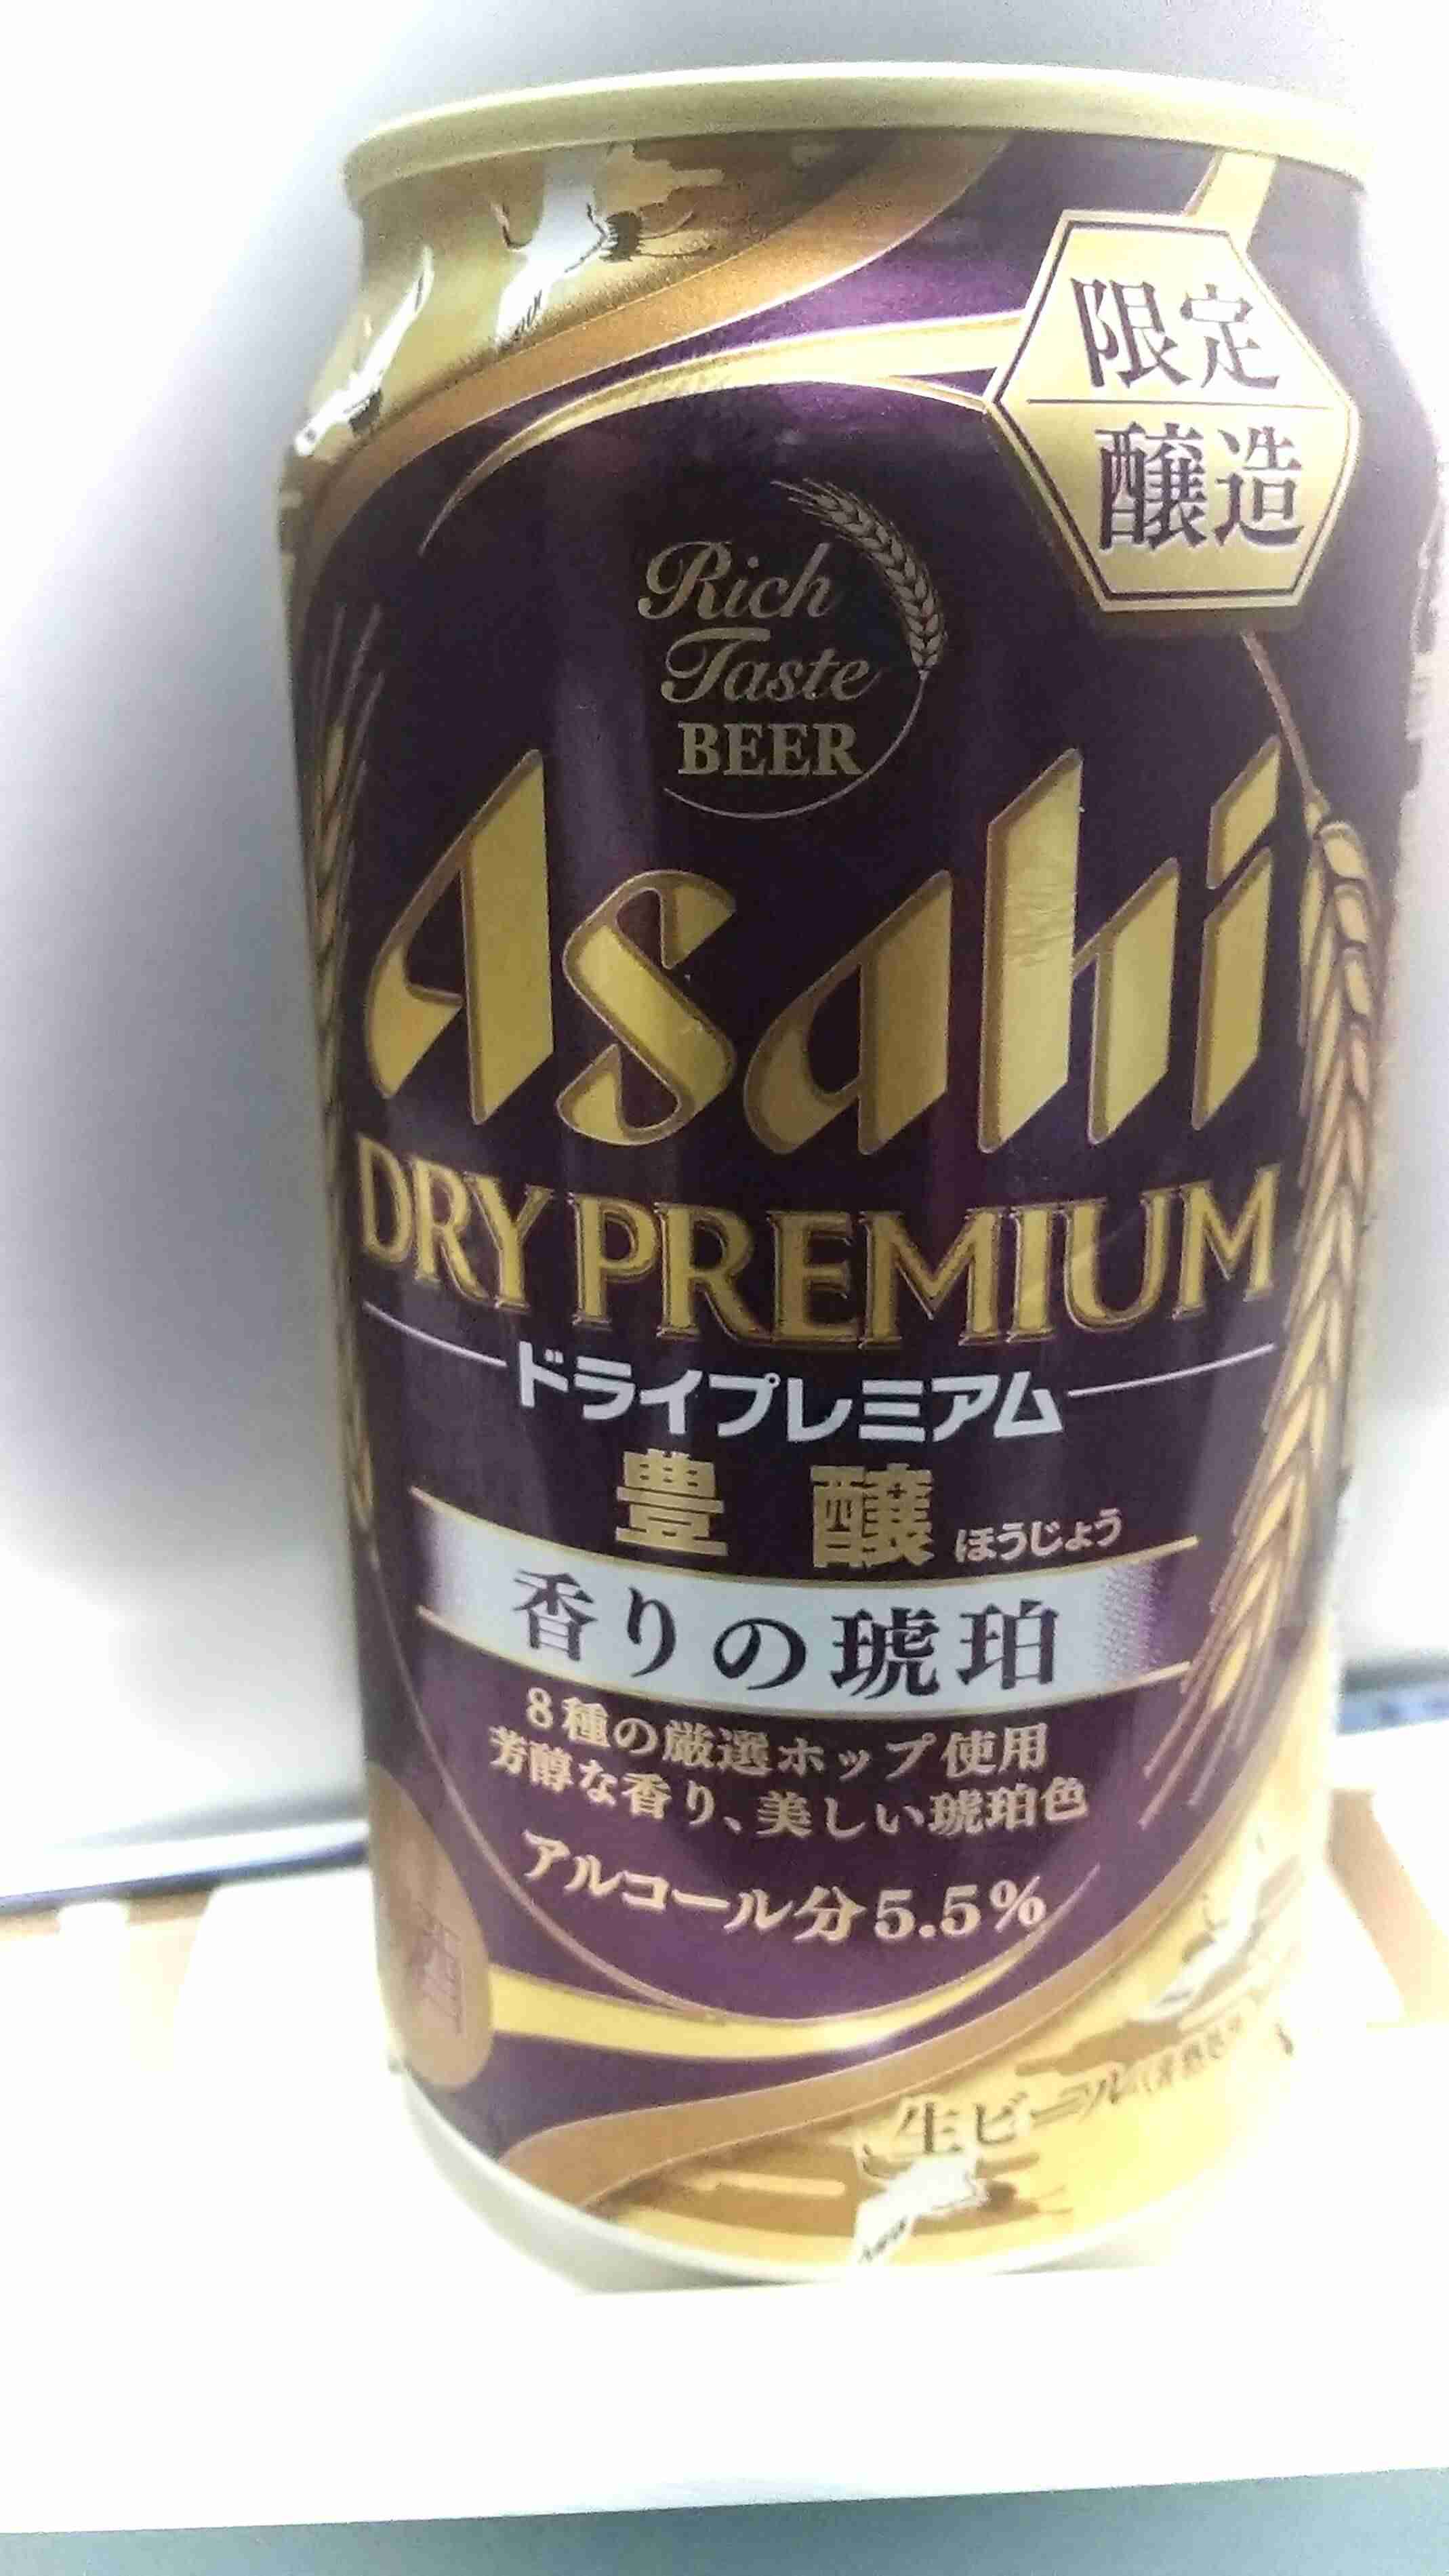 限定
醸造
Rich
Taste
BEER
Asahi
DRY PREMIUM
ドライプレミアム
豊醸 ほうじょう
香りの琥珀
8種の厳選ホップ使用
芳醇な香り、美しい琥珀色
アルコール分5.5%
酒
生ビール